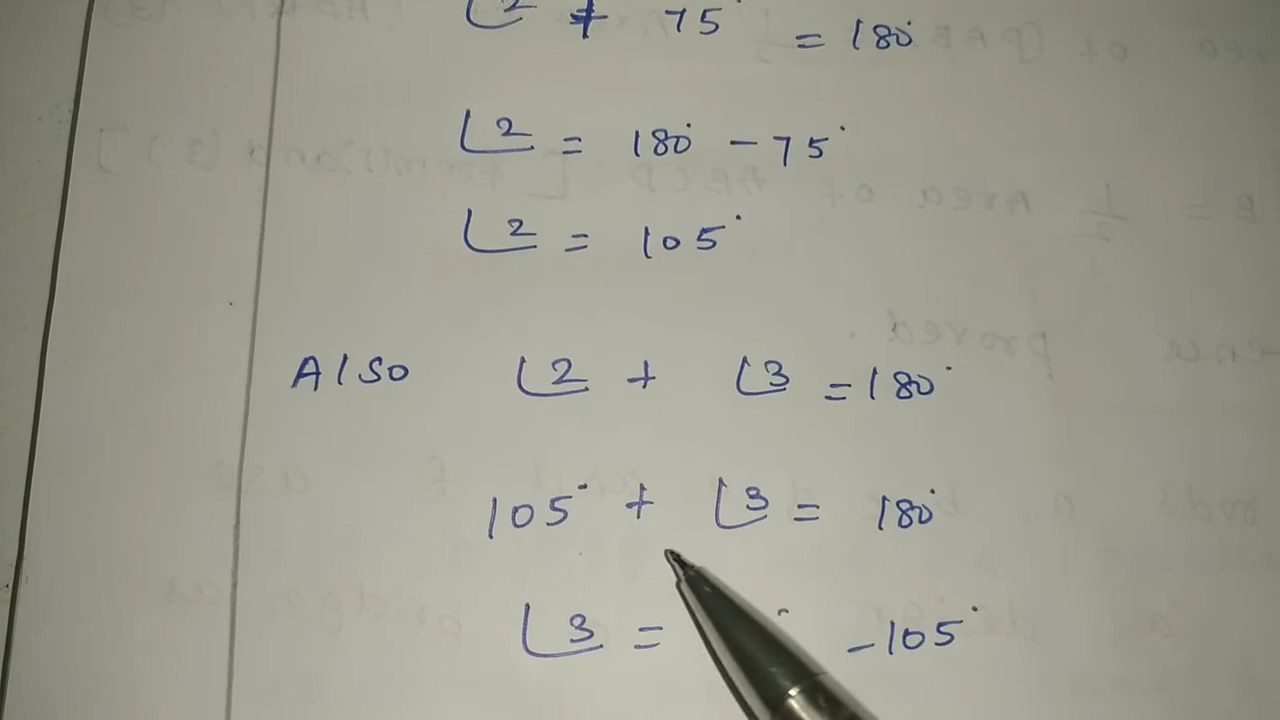 ∠2 + 75° = 180°
∠2 = 180° - 75°
∠2 = 105°
Also ∠2 + ∠3 = 180°
105° + ∠3 = 180°
∠3 = - 105°